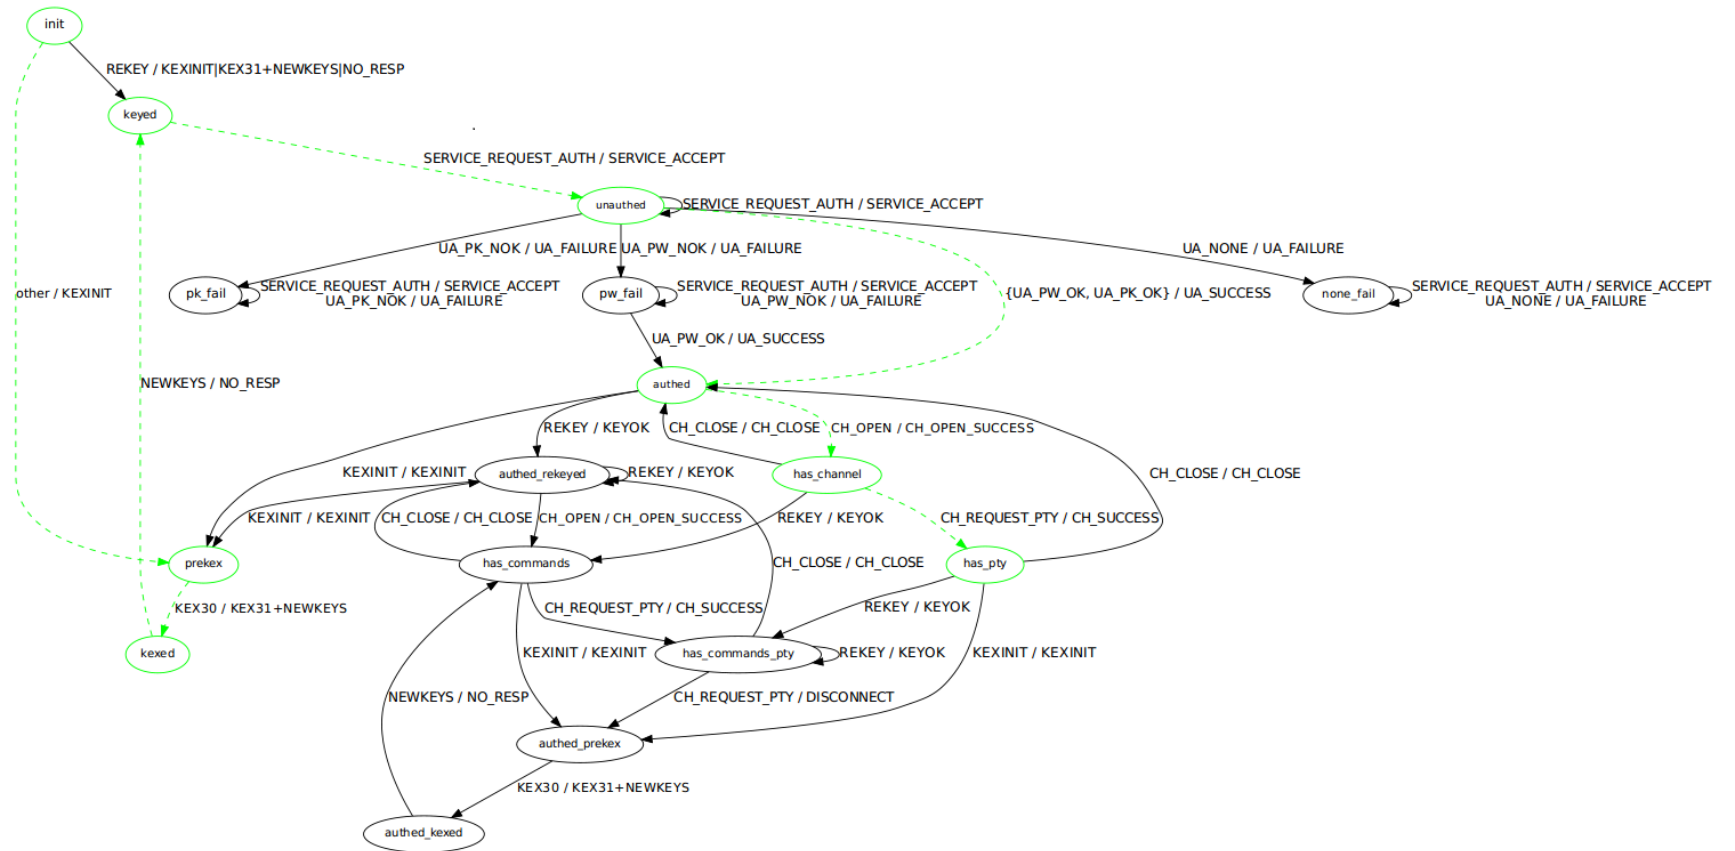 init
REKEY / KEXINIT|KEX31+NEWKEYS|NO_RESP
keyed
.
SERVICE_REQUEST_AUTH / SERVICE_ACCEPT
unauthed
SERVICE_REQUEST_AUTH / SERVICE_ACCEPT
UA_PK_NOK / UA_FAILURE
UA_PW_NOK / UA_FAILURE
UA_NONE / UA_FAILURE
other / KEXINIT
pk_fail
SERVICE_REQUEST_AUTH / SERVICE_ACCEPT
UA_PK_NOK / UA_FAILURE
pw_fail
SERVICE_REQUEST_AUTH / SERVICE_ACCEPT
UA_PW_NOK / UA_FAILURE
{UA_PW_OK, UA_PK_OK} / UA_SUCCESS
none_fail
SERVICE_REQUEST_AUTH / SERVICE_ACCEPT
UA_NONE / UA_FAILURE
UA_PW_OK / UA_SUCCESS
NEWKEYS / NO_RESP
authed
REKEY / KEYOK
CH_CLOSE / CH_CLOSE
CH_OPEN / CH_OPEN_SUCCESS
KEXINIT / KEXINIT
authed_rekeyed
REKEY / KEYOK
has_channel
CH_CLOSE / CH_CLOSE
KEXINIT / KEXINIT
CH_CLOSE / CH_CLOSE
CH_OPEN / CH_OPEN_SUCCESS
REKEY / KEYOK
CH_REQUEST_PTY / CH_SUCCESS
prekex
has_commands
CH_CLOSE / CH_CLOSE
has_pty
KEX30 / KEX31+NEWKEYS
CH_REQUEST_PTY / CH_SUCCESS
REKEY / KEYOK
kexed
KEXINIT / KEXINIT
has_commands_pty
REKEY / KEYOK
KEXINIT / KEXINIT
NEWKEYS / NO_RESP
CH_REQUEST_PTY / DISCONNECT
authed_prekex
KEX30 / KEX31+NEWKEYS
authed_kexed